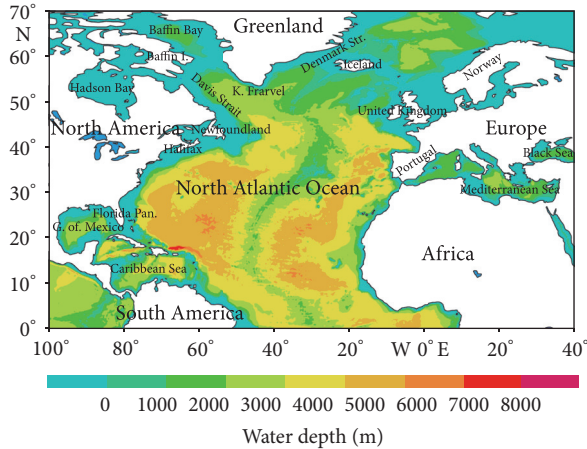 70°
N
60°
50°
40°
30°
20°
10°
0°
Greenland
Baffin Bay
Denmark Str.
Baffin I.
Iceland
Norway
Hadson Bay
Davis Strait
K. Frarvel
United Kingdom
North America
Newfoundland
Europe
Halifax
Portugal
Black Sea
North Atlantic Ocean
Mediterranean Sea
Florida Pan.
G. of. Mexico
Africa
Caribbean Sea
South America
100° 80° 60° 40° 20° W 0° E 20° 40°
0 1000 2000 3000 4000 5000 6000 7000 8000
Water depth (m)